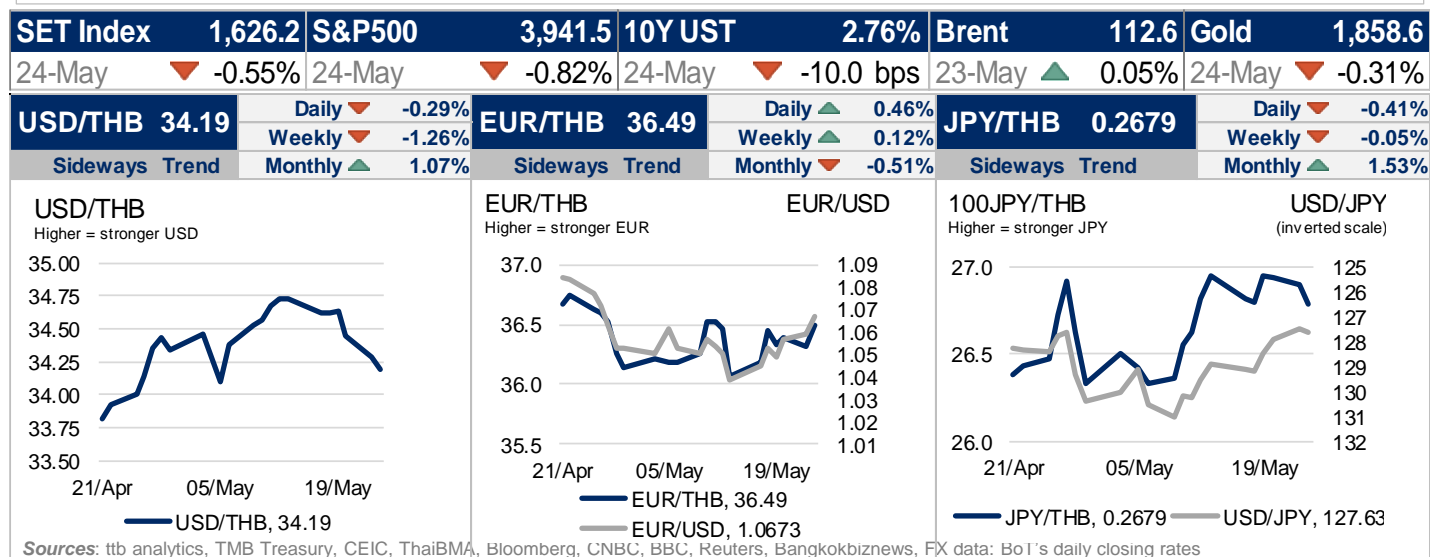 SET Index 1,626.2 S&P500 3,941.5 10Y UST 2.76% Brent 112.6 Gold 1,858.6
24-May -0.55% 24-May -0.82% 24-May -10.0 bps 23-May 0.05% 24-May -0.31%
USD/THB 34.19
Daily -0.29%
Weekly -1.26%
Sideways Trend Monthly 1.07%
EUR/THB 36.49
Daily 0.46%
Weekly 0.12%
Sideways Trend Monthly -0.51%
JPY/THB 0.2679
Daily -0.41%
Weekly -0.05%
Sideways Trend Monthly 1.53%
USD/THB
Higher = stronger USD
35.00
34.75
34.50
34.25
34.00
33.75
33.50
21/Apr 05/May 19/May
USD/THB, 34.19
EUR/THB EUR/USD
Higher = stronger EUR
37.0
36.5
36.0
35.5
1.09
1.08
1.07
1.06
1.05
1.04
1.03
1.02
1.01
21/Apr 05/May 19/May
EUR/THB, 36.49
EUR/USD, 1.0673
100JPY/THB USD/JPY
Higher = stronger JPY (inverted scale)
27.0
26.5
26.0
125
126
127
128
129
130
131
132
21/Apr 05/May 19/May
JPY/THB, 0.2679 USD/JPY, 127.63
Sources: ttb analytics, TMB Treasury, CEIC, ThaiBMA, Bloomberg, CNBC, BBC, Reuters, Bangkokbiznews, FX data: BoT's daily closing rates